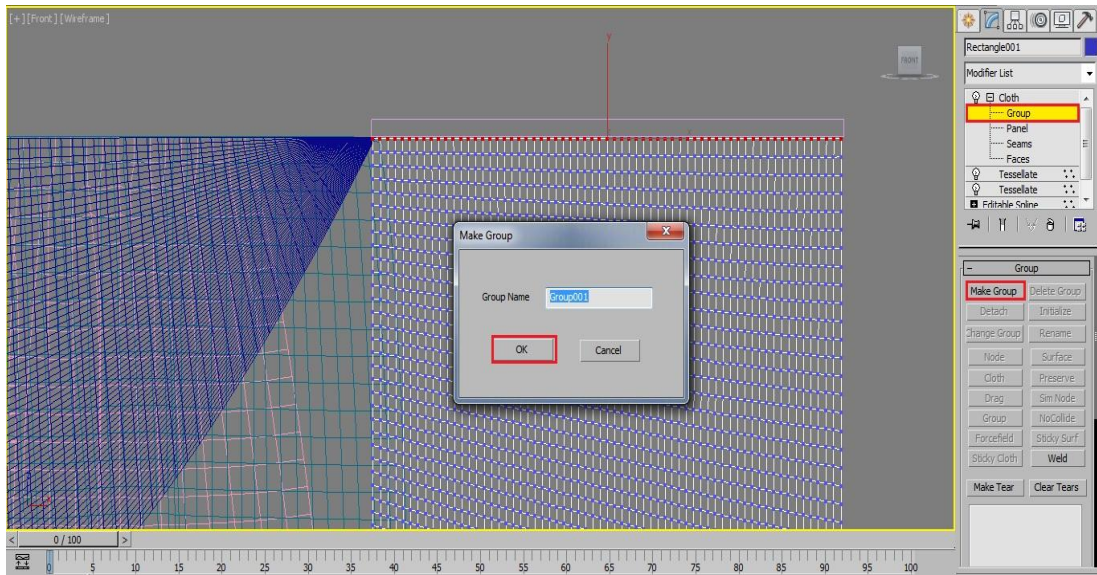 [+][Front][Wireframe]
y
FRONT
Rectangle001
Modifier List
Cloth
Group
Panel
Seams
Faces
Tessellate
Tessellate
Editable Spline
Make Group
Group Name
Group001
OK
Cancel
Group
Make Group
Delete Group
Detach
Initialize
Change Group
Rename
Node
Surface
Cloth
Preserve
Drag
Sim Node
Group
NoCollide
Forcefield
Sticky Surf
Sticky Cloth
Weld
Make Tear
Clear Tears
< 0 / 100 >
0 5 10 15 20 25 30 35 40 45 50 55 60 65 70 75 80 85 90 95 100